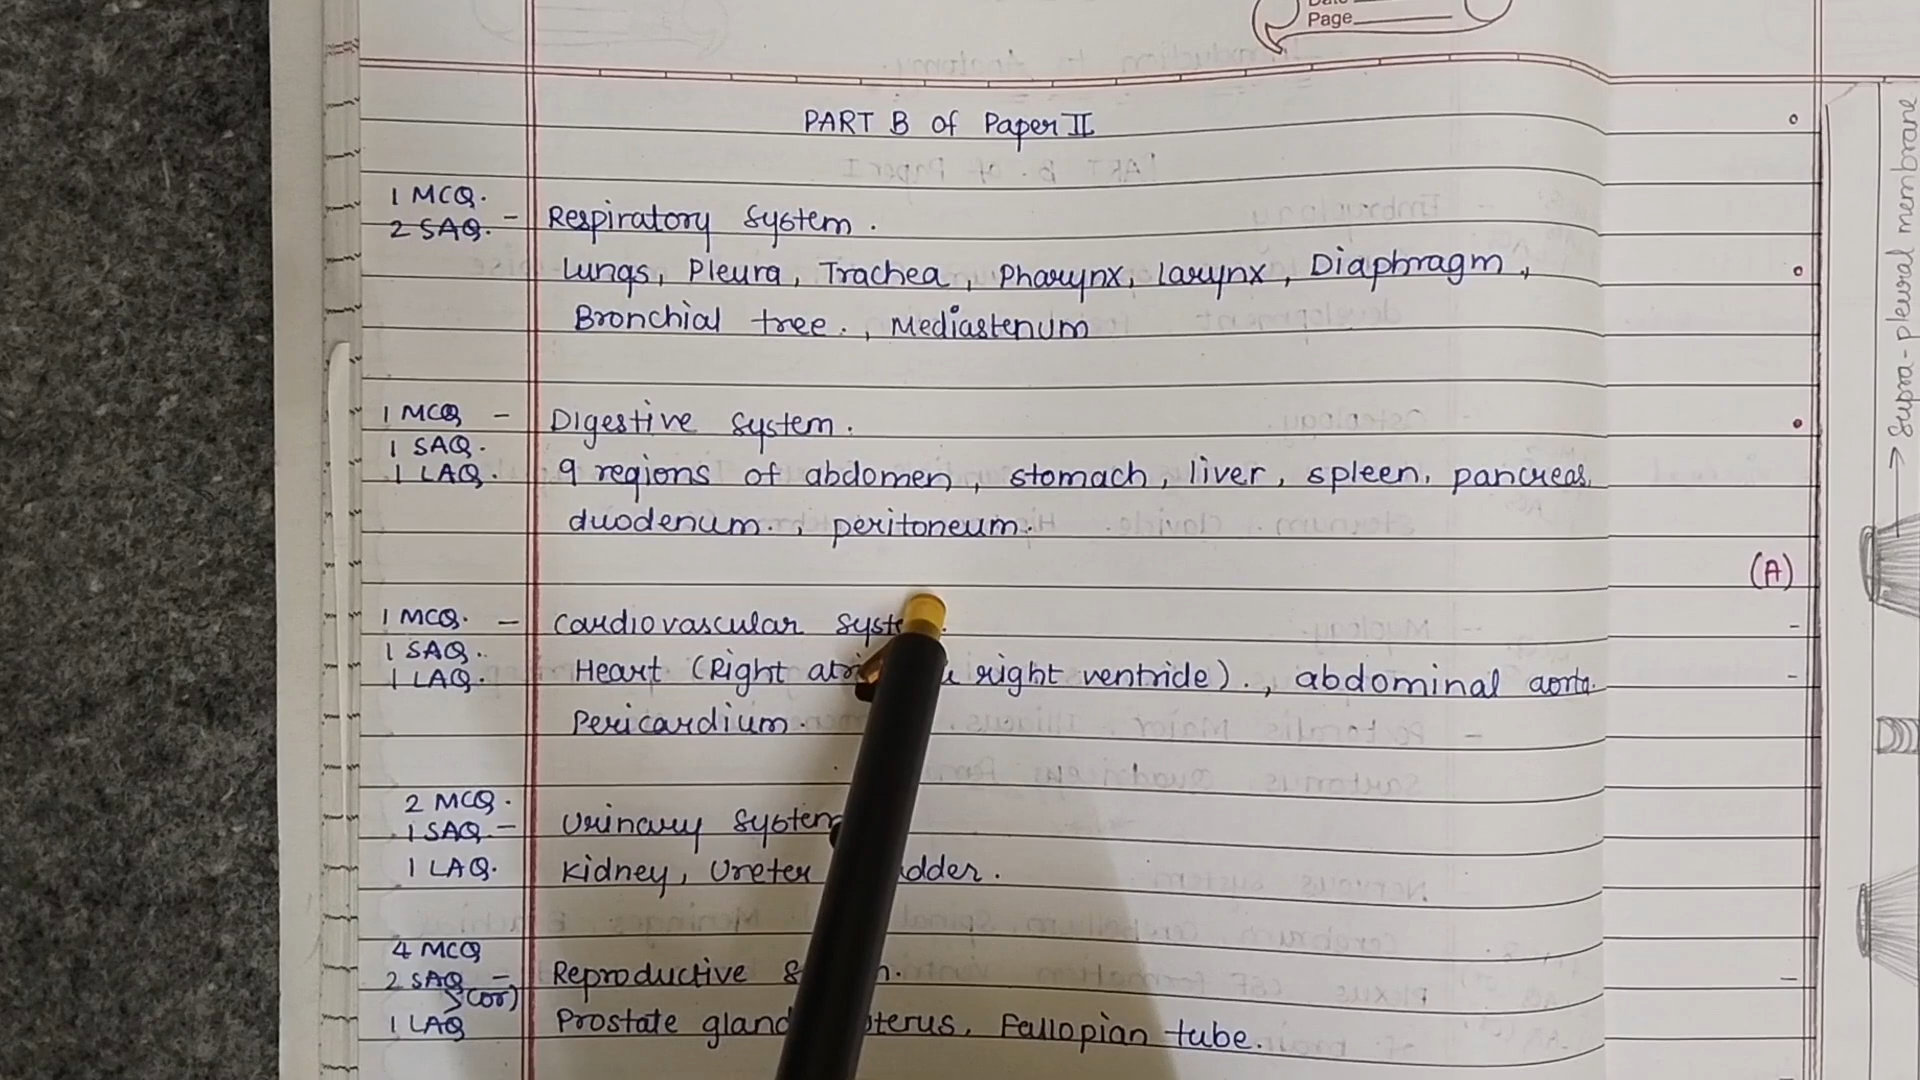 Page
PART B of Paper II
1 MCQ.
2 SAQ. - Respiratory System.
Lungs, Pleura, Trachea, Pharynx, Larynx, Diaphragm,
Bronchial tree., Mediastenum
1 MCQ - Digestive System.
1 SAQ.
1 LAQ. 9 regions of abdomen, stomach, liver, spleen, pancreas,
duodenum., peritoneum.
(A)
1 MCQ. - Cardiovascular
1 SAQ.
1 LAQ. Heart (Right right ventride)., abdominal aorta.
Pericardium.
2 MCQ.
1 SAQ. - Urinary System
1 LAQ. Kidney, Ureter
4 MCQ
2 SAQ - Reproductive
(or)
1 LAQ Prostate gland Fallopian tube.
→ Supra-pleural membrane